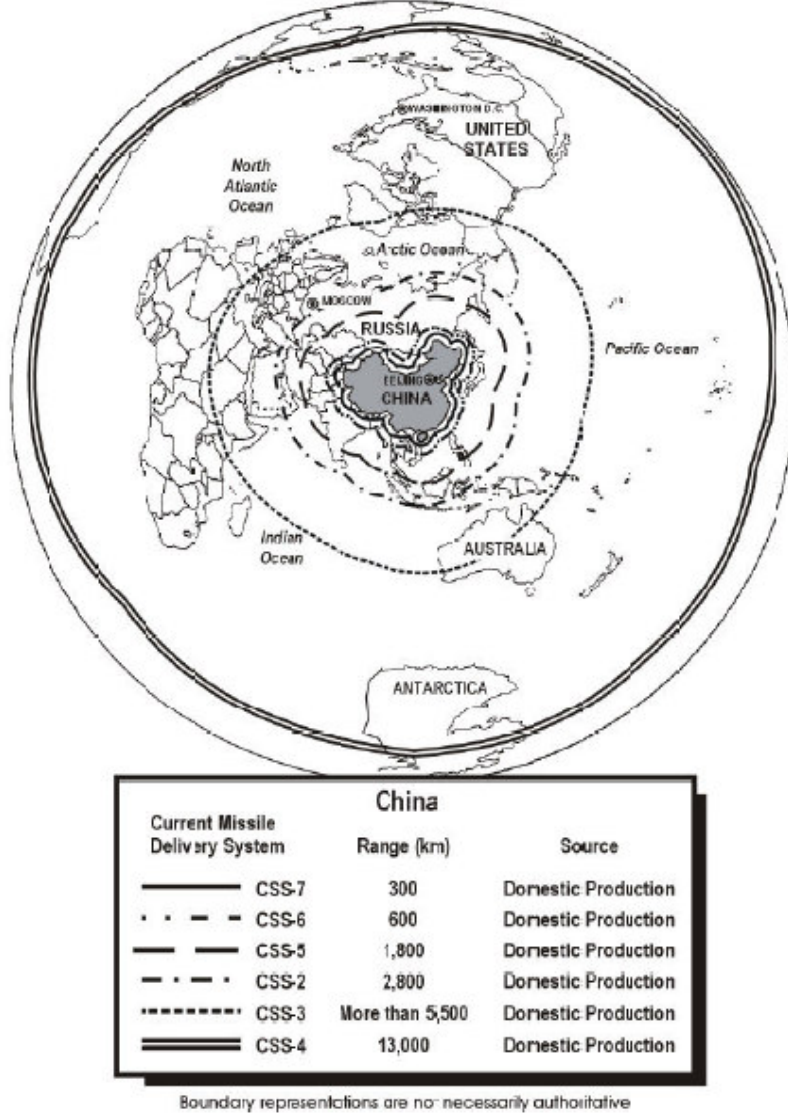 WASHINGTON D.C.
UNITED
STATES
North
Atlantic
Ocean
Arctic Ocean
MOSCOW
RUSSIA
Pacific Ocean
BEIJING
CHINA
Indian
Ocean
AUSTRALIA
ANTARCTICA
China
Current Missile
Delivery System Range (km) Source
CSS-7 300 Domestic Production
CSS-6 600 Domestic Production
CSS-5 1,800 Domestic Production
CSS-2 2,800 Domestic Production
CSS-3 More than 5,500 Domestic Production
CSS-4 13,000 Domestic Production
Boundary representations are not necessarily authoritative